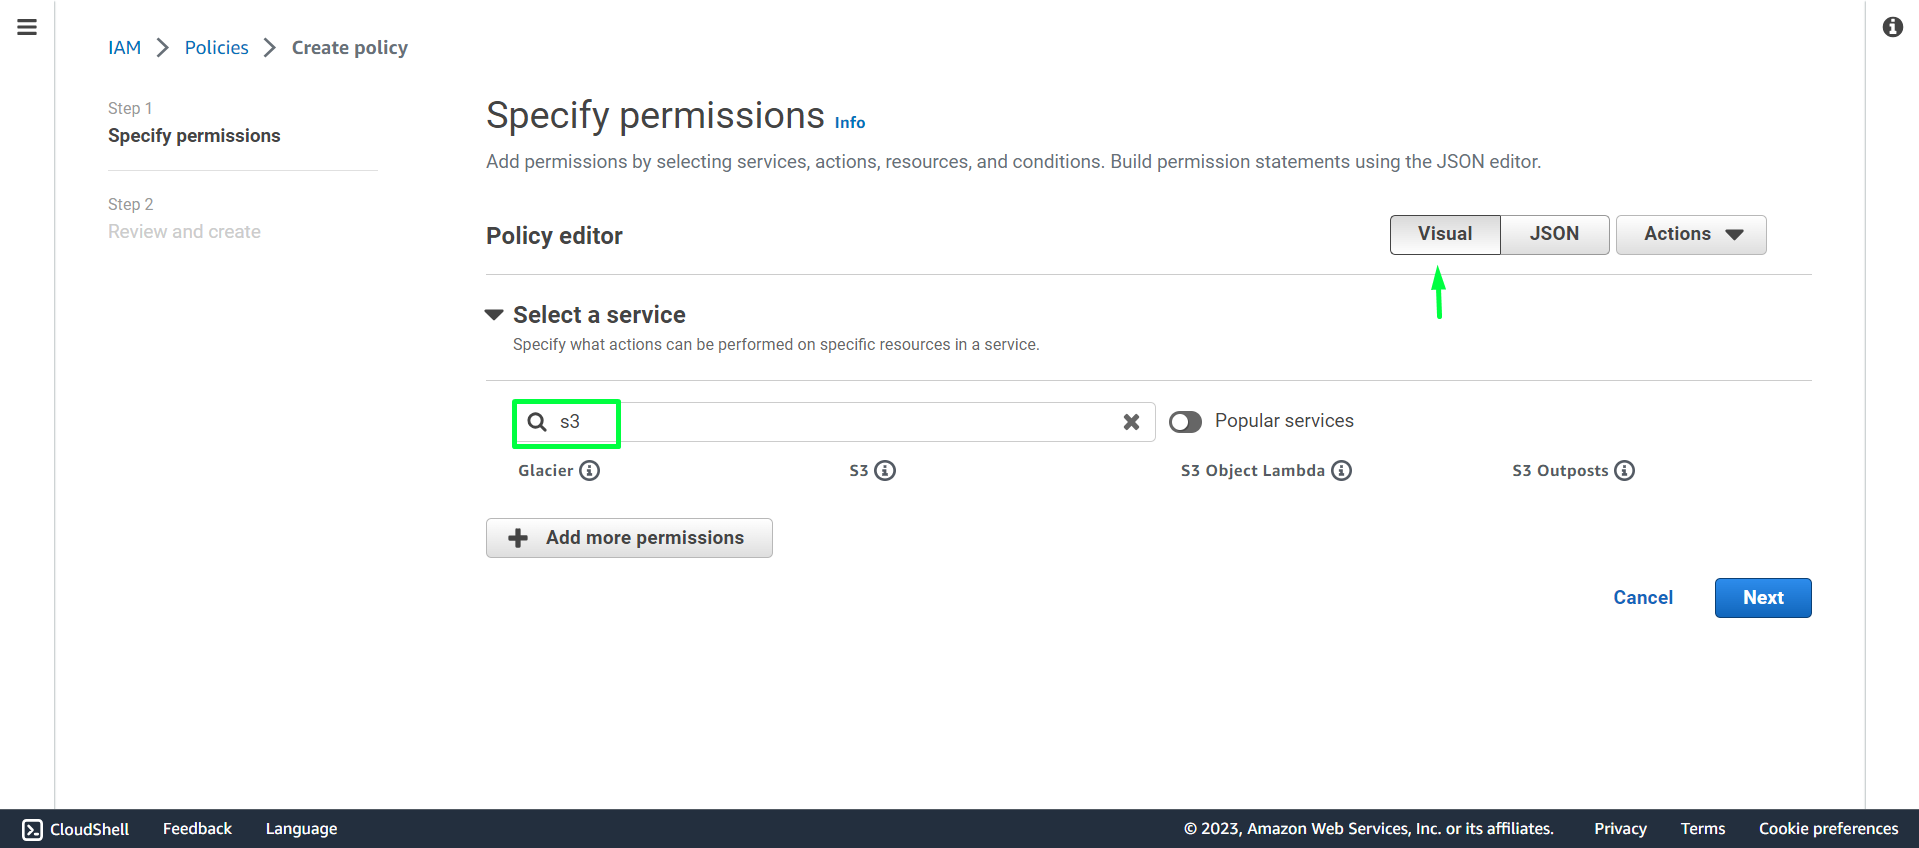 IAM > Policies > Create policy
Step 1
Specify permissions
Step 2
Review and create
Specify permissions Info
Add permissions by selecting services, actions, resources, and conditions. Build permission statements using the JSON editor.
Policy editor
Visual JSON Actions
Select a service
Specify what actions can be performed on specific resources in a service.
s3
Popular services
Glacier S3 S3 Object Lambda S3 Outposts
Add more permissions
Cancel Next
CloudShell Feedback Language © 2023, Amazon Web Services, Inc. or its affiliates. Privacy Terms Cookie preferences